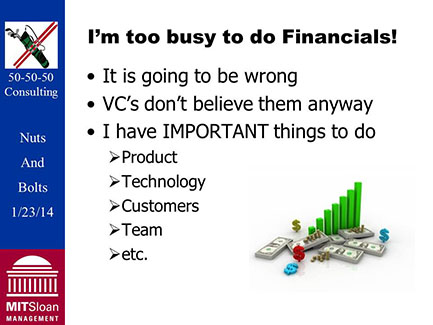 I'm too busy to do Financials!
50-50-50
Consulting
Nuts
And
Bolts
1/23/14
• It is going to be wrong
• VC's don't believe them anyway
• I have IMPORTANT things to do
➢Product
➢Technology
➢Customers
➢Team
➢etc.
MITSloan
MANAGEMENT